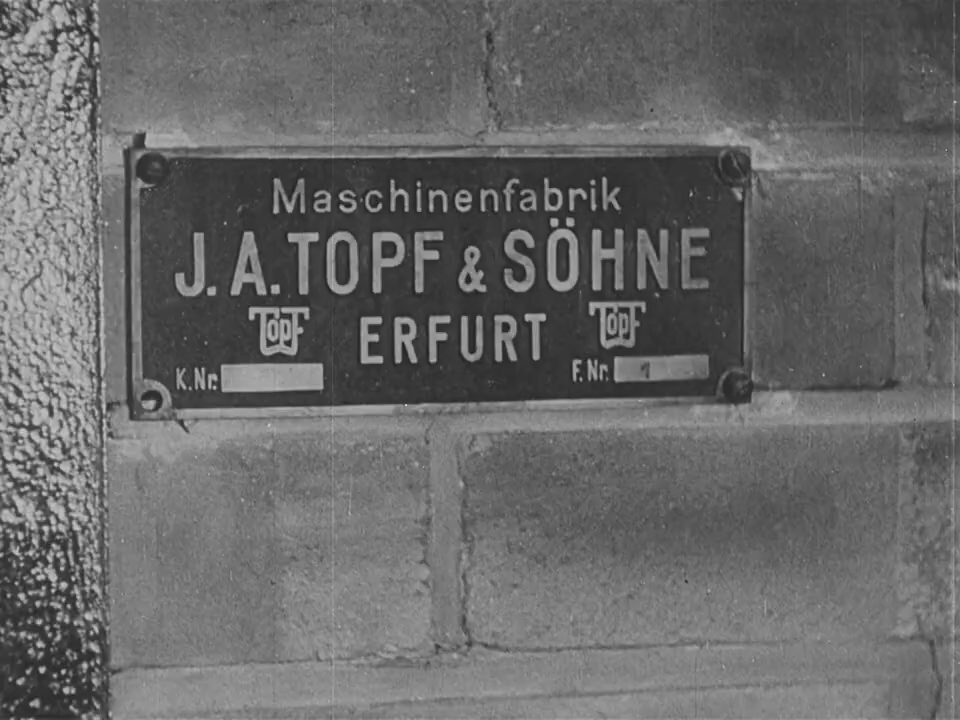 Maschinenfabrik
J.A.TOPF & SÖHNE
TOPF ERFURT TOPF
K.Nr. F.Nr. 1